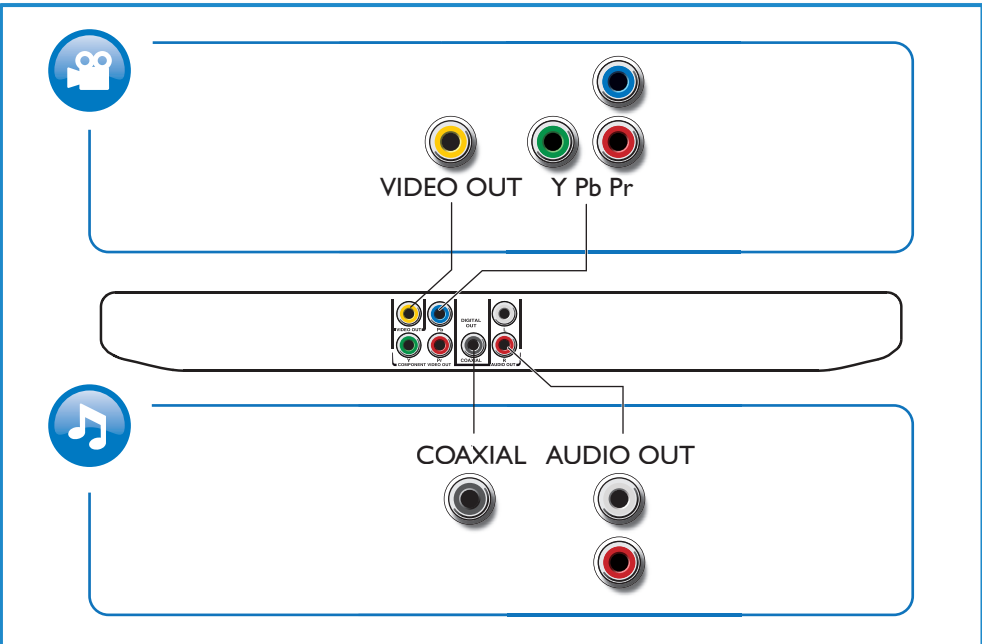 VIDEO OUT Y Pb Pr
DIGITAL
OUT
L
VIDEO OUT Pb
Y Pr COAXIAL R
COMPONENT VIDEO OUT AUDIO OUT
COAXIAL AUDIO OUT